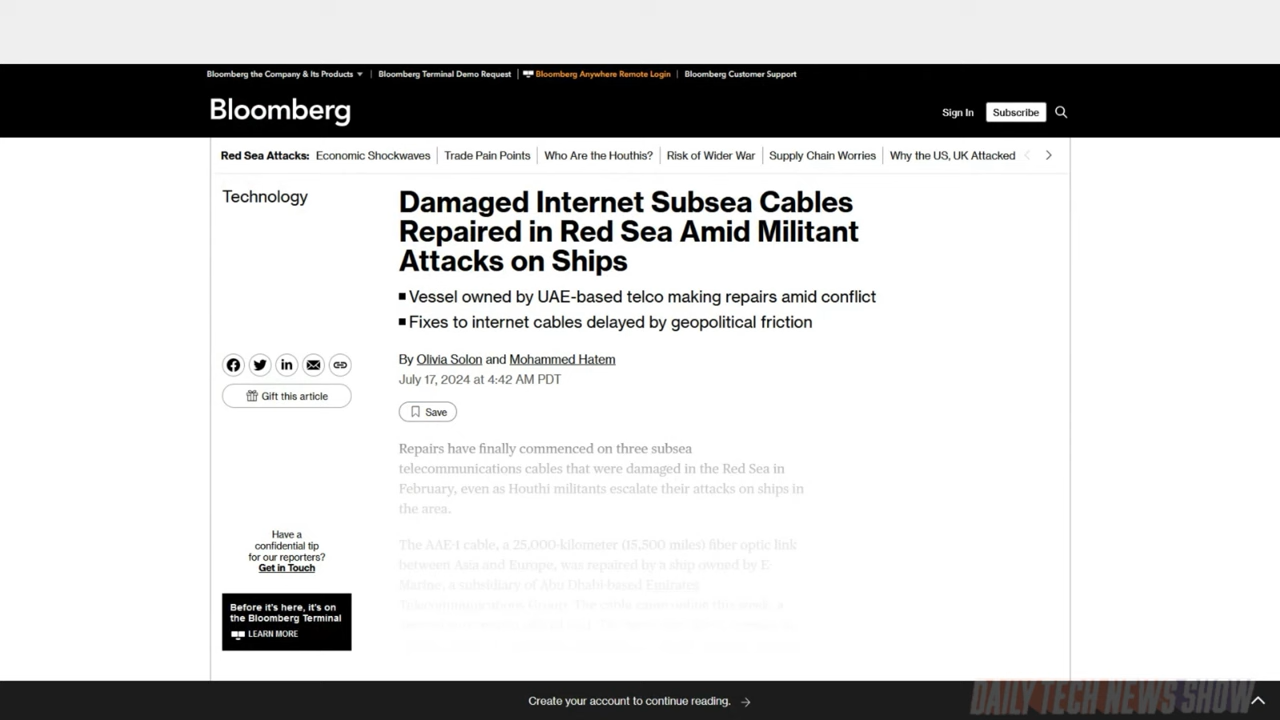 Bloomberg the Company & Its Products
Bloomberg Terminal Demo Request
Bloomberg Anywhere Remote Login
Bloomberg Customer Support
Bloomberg
Sign In
Subscribe
Red Sea Attacks:
Economic Shockwaves
Trade Pain Points
Who Are the Houthis?
Risk of Wider War
Supply Chain Worries
Why the US, UK Attacked
Technology
Damaged Internet Subsea Cables
Repaired in Red Sea Amid Militant
Attacks on Ships
Vessel owned by UAE-based telco making repairs amid conflict
Fixes to internet cables delayed by geopolitical friction
By Olivia Solon and Mohammed Hatem
July 17, 2024 at 4:42 AM PDT
Gift this article
Save
Repairs have finally commenced on three subsea
telecommunications cables that were damaged in the Red Sea in
February, even as Houthi militants escalate their attacks on ships in
the area.
The AAE-1 cable, a 25,000-kilometer (15,500 miles) fiber optic link
between Asia and Europe, was repaired by a ship owned by E-
Marine, a subsidiary of Abu Dhabi-based Emirates
Have a
confidential tip
for our reporters?
Get in Touch
Before it's here, it's on
the Bloomberg Terminal
LEARN MORE
Create your account to continue reading.
DAILY TECH NEWS SHOW